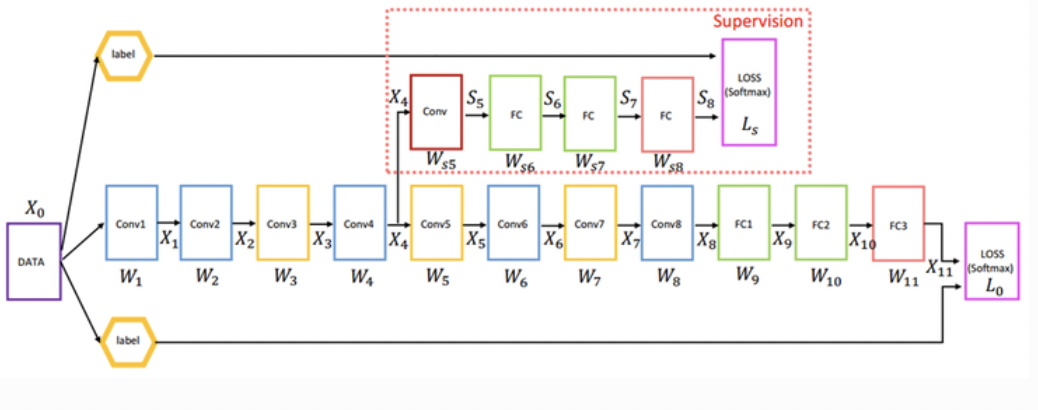 Supervision
label
LOSS
(Softmax)
L_s
X_4
Conv
S_5
FC
S_6
FC
S_7
FC
S_8
W_{s5}
W_{s6}
W_{s7}
W_{s8}
X_0
DATA
Conv1
X_1
Conv2
X_2
Conv3
X_3
Conv4
X_4
Conv5
X_5
Conv6
X_6
Conv7
X_7
Conv8
X_8
FC1
X_9
FC2
X_{10}
FC3
X_{11}
LOSS
(Softmax)
L_0
W_1
W_2
W_3
W_4
W_5
W_6
W_7
W_8
W_9
W_{10}
W_{11}
label